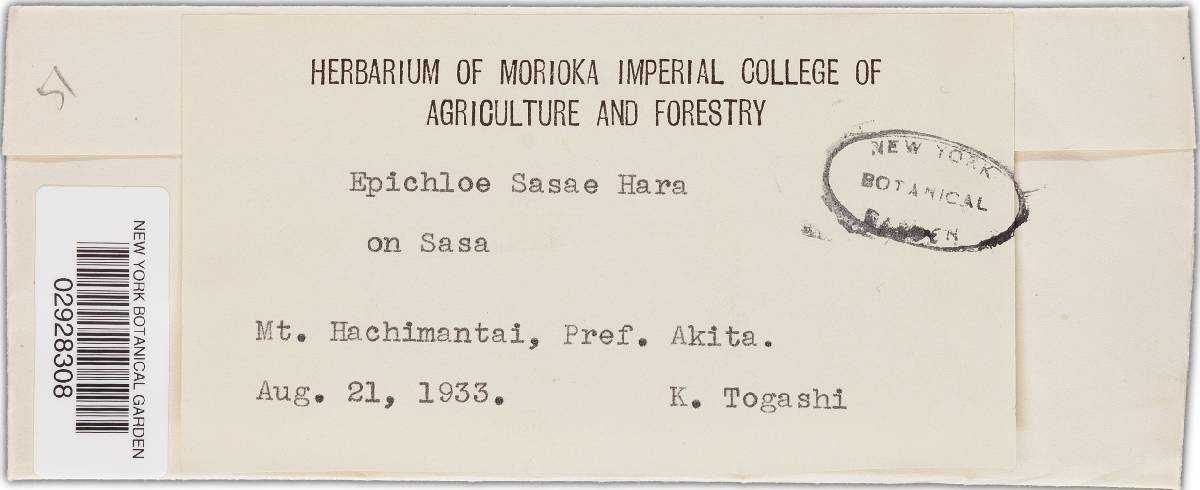 HERBARIUM OF MORIOKA IMPERIAL COLLEGE OF
AGRICULTURE AND FORESTRY
Epichloe Sasae Hara
on Sasa
Mt. Hachimantai, Pref. Akita.
Aug. 21, 1933. K. Togashi
NEW YORK
BOTANICAL
GARDEN
NEW YORK BOTANICAL GARDEN
02928308